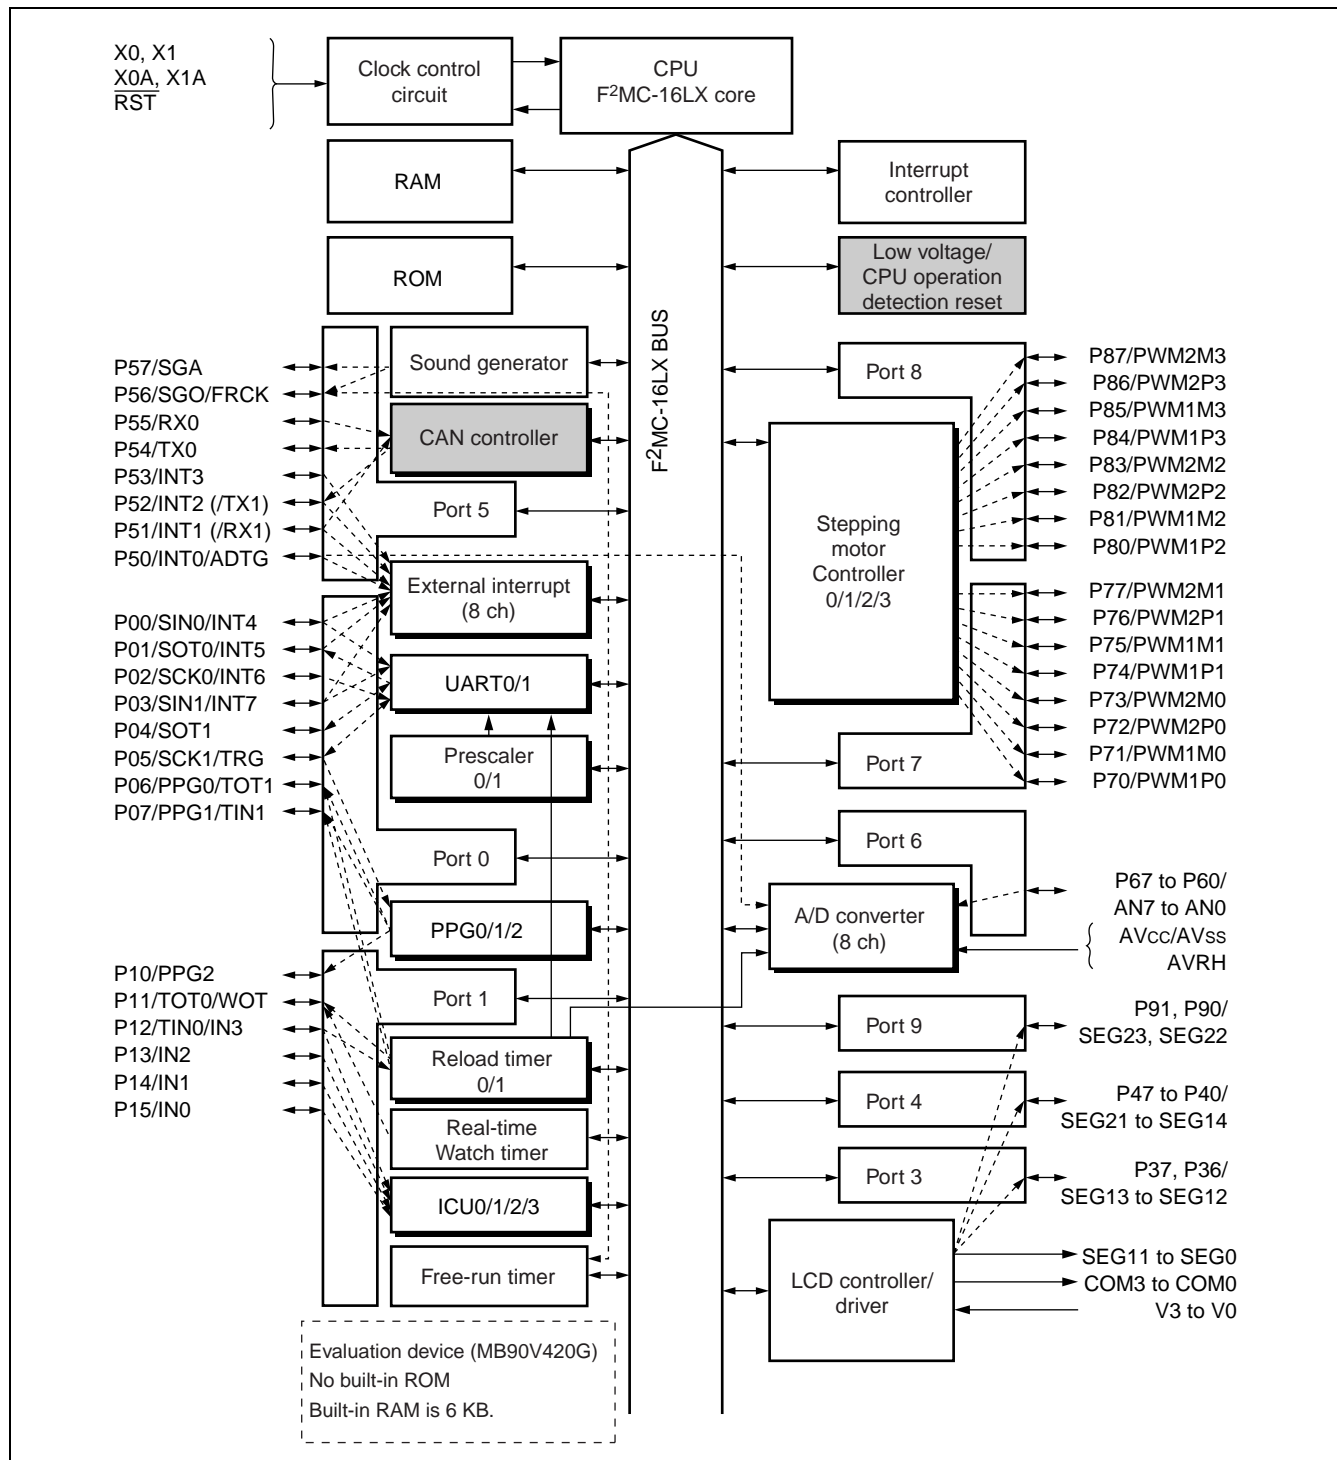 X0, X1
X0A, X1A
RST
Clock control
circuit
CPU
F²MC-16LX core
RAM
Interrupt
controller
ROM
Low voltage/
CPU operation
detection reset
F²MC-16LX BUS
P57/SGA
P56/SGO/FRCK
P55/RX0
P54/TX0
P53/INT3
P52/INT2 (/TX1)
P51/INT1 (/RX1)
P50/INT0/ADTG
Sound generator
CAN controller
Port 5
External interrupt
(8 ch)
P00/SIN0/INT4
P01/SOT0/INT5
P02/SCK0/INT6
P03/SIN1/INT7
P04/SOT1
P05/SCK1/TRG
P06/PPG0/TOT1
P07/PPG1/TIN1
UART0/1
Prescaler
0/1
Port 0
PPG0/1/2
P10/PPG2
P11/TOT0/WOT
P12/TIN0/IN3
P13/IN2
P14/IN1
P15/IN0
Port 1
Reload timer
0/1
Real-time
Watch timer
ICU0/1/2/3
Free-run timer
Evaluation device (MB90V420G)
No built-in ROM
Built-in RAM is 6 KB.
Port 8
P87/PWM2M3
P86/PWM2P3
P85/PWM1M3
P84/PWM1P3
P83/PWM2M2
P82/PWM2P2
P81/PWM1M2
P80/PWM1P2
Stepping
motor
Controller
0/1/2/3
P77/PWM2M1
P76/PWM2P1
P75/PWM1M1
P74/PWM1P1
P73/PWM2M0
P72/PWM2P0
P71/PWM1M0
P70/PWM1P0
Port 7
Port 6
A/D converter
(8 ch)
P67 to P60/
AN7 to AN0
AVCC/AVSS
AVRH
Port 9
P91, P90/
SEG23, SEG22
Port 4
P47 to P40/
SEG21 to SEG14
Port 3
P37, P36/
SEG13 to SEG12
LCD controller/
driver
SEG11 to SEG0
COM3 to COM0
V3 to V0